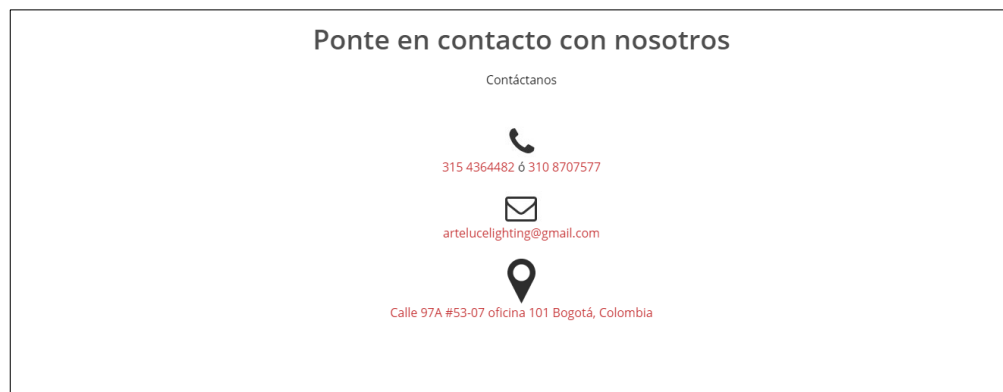 Ponte en contacto con nosotros
Contáctanos
315 4364482 ó 310 8707577
artelucelighting@gmail.com
Calle 97A #53-07 oficina 101 Bogotá, Colombia